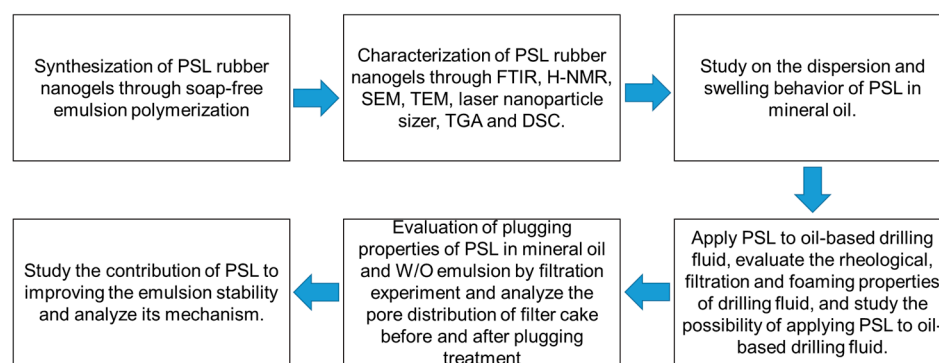 Synthesization of PSL rubber
nanogels through soap-free
emulsion polymerization
Characterization of PSL rubber
nanogels through FTIR, H-NMR,
SEM, TEM, laser nanoparticle
sizer, TGA and DSC.
Study on the dispersion and
swelling behavior of PSL in
mineral oil.
Apply PSL to oil-based drilling
fluid, evaluate the rheological,
filtration and foaming properties
of drilling fluid, and study the
possibility of applying PSL to oil-
based drilling fluid.
Evaluation of plugging
properties of PSL in mineral oil
and W/O emulsion by filtration
experiment and analyze the
pore distribution of filter cake
before and after plugging
treatment
Study the contribution of PSL to
improving the emulsion stability
and analyze its mechanism.